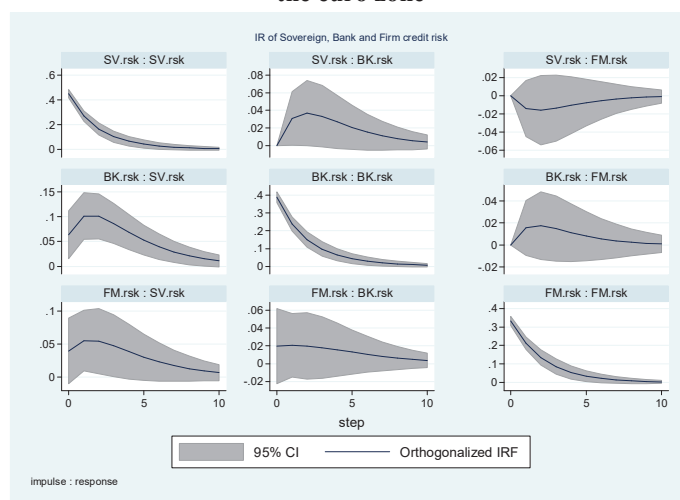 the euro zone
IR of Sovereign, Bank and Firm credit risk
SV.rsk : SV.rsk
SV.rsk : BK.rsk
SV.rsk : FM.rsk
.6
.4
.2
0
.08
.06
.04
.02
0
.02
0
-.02
-.04
-.06
BK.rsk : SV.rsk
BK.rsk : BK.rsk
BK.rsk : FM.rsk
.15
.1
.05
0
.4
.3
.2
.1
0
.04
.02
0
-.02
FM.rsk : SV.rsk
FM.rsk : BK.rsk
FM.rsk : FM.rsk
.1
.05
0
.06
.04
.02
0
-.02
.4
.3
.2
.1
0
0 5 10
0 5 10
0 5 10
step
95% CI
Orthogonalized IRF
impulse : response